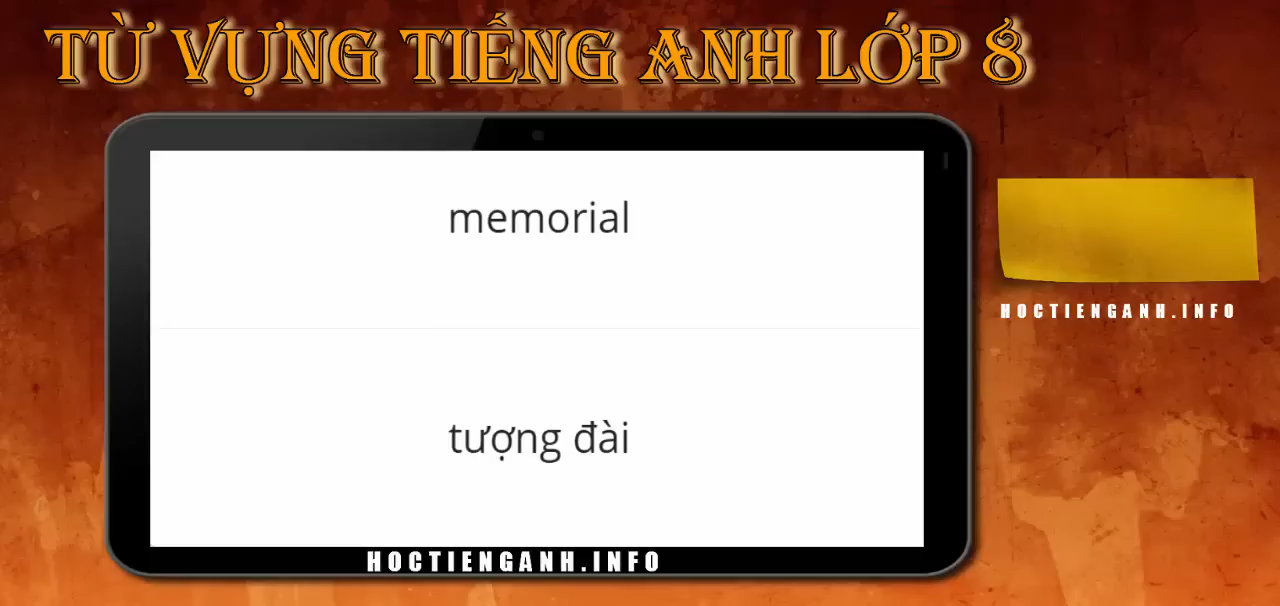 TỪ VỰNG TIẾNG ANH LỚP 8
memorial
HOCTIENGANH.INFO
tượng đài
HOCTIENGANH.INFO